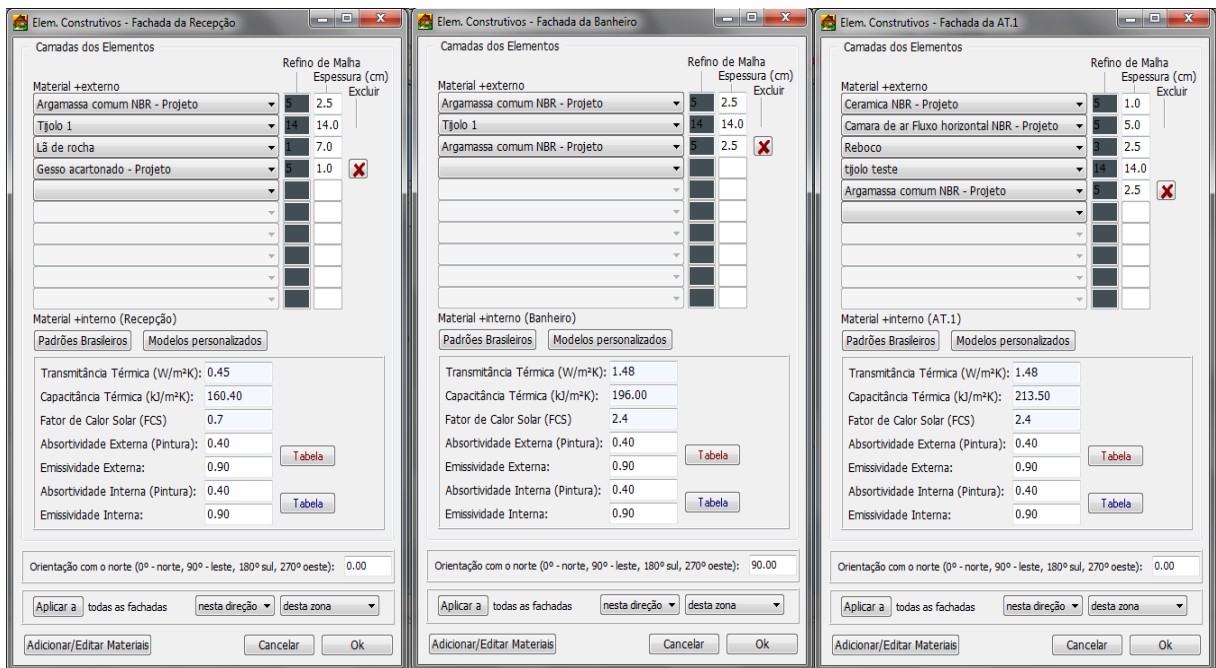 Elem. Construtivos - Fachada da Recepção
Camadas dos Elementos
Refino de Malha
Espessura (cm)
Material +externo
Excluir
Argamassa comum NBR - Projeto 5 2.5
Tijolo 1 14 14.0
Lã de rocha 1 7.0
Gesso acartonado - Projeto 5 1.0
Material +interno (Recepção)
Padrões Brasileiros Modelos personalizados
Transmitância Térmica (W/m²K): 0.45
Capacitância Térmica (kJ/m²K): 160.40
Fator de Calor Solar (FCS) 0.7
Absortividade Externa (Pintura): 0.40
Tabela
Emissividade Externa: 0.90
Absortividade Interna (Pintura): 0.40
Tabela
Emissividade Interna: 0.90
Orientação com o norte (0º - norte, 90º - leste, 180º sul, 270º oeste): 0.00
Aplicar a todas as fachadas nesta direção desta zona
Adicionar/Editar Materiais Cancelar Ok
Elem. Construtivos - Fachada da Banheiro
Camadas dos Elementos
Refino de Malha
Espessura (cm)
Material +externo
Excluir
Argamassa comum NBR - Projeto 5 2.5
Tijolo 1 14 14.0
Argamassa comum NBR - Projeto 5 2.5
Material +interno (Banheiro)
Padrões Brasileiros Modelos personalizados
Transmitância Térmica (W/m²K): 1.48
Capacitância Térmica (kJ/m²K): 196.00
Fator de Calor Solar (FCS) 2.4
Absortividade Externa (Pintura): 0.40
Tabela
Emissividade Externa: 0.90
Absortividade Interna (Pintura): 0.40
Tabela
Emissividade Interna: 0.90
Orientação com o norte (0º - norte, 90º - leste, 180º sul, 270º oeste): 90.00
Aplicar a todas as fachadas nesta direção desta zona
Adicionar/Editar Materiais Cancelar Ok
Elem. Construtivos - Fachada da AT.1
Camadas dos Elementos
Refino de Malha
Espessura (cm)
Material +externo
Excluir
Ceramica NBR - Projeto 5 1.0
Camara de ar Fluxo horizontal NBR - Projeto 5 5.0
Reboco 3 2.5
tijolo teste 14 14.0
Argamassa comum NBR - Projeto 5 2.5
Material +interno (AT.1)
Padrões Brasileiros Modelos personalizados
Transmitância Térmica (W/m²K): 1.48
Capacitância Térmica (kJ/m²K): 213.50
Fator de Calor Solar (FCS) 2.4
Absortividade Externa (Pintura): 0.40
Tabela
Emissividade Externa: 0.90
Absortividade Interna (Pintura): 0.40
Tabela
Emissividade Interna: 0.90
Orientação com o norte (0º - norte, 90º - leste, 180º sul, 270º oeste): 0.00
Aplicar a todas as fachadas nesta direção desta zona
Adicionar/Editar Materiais Cancelar Ok